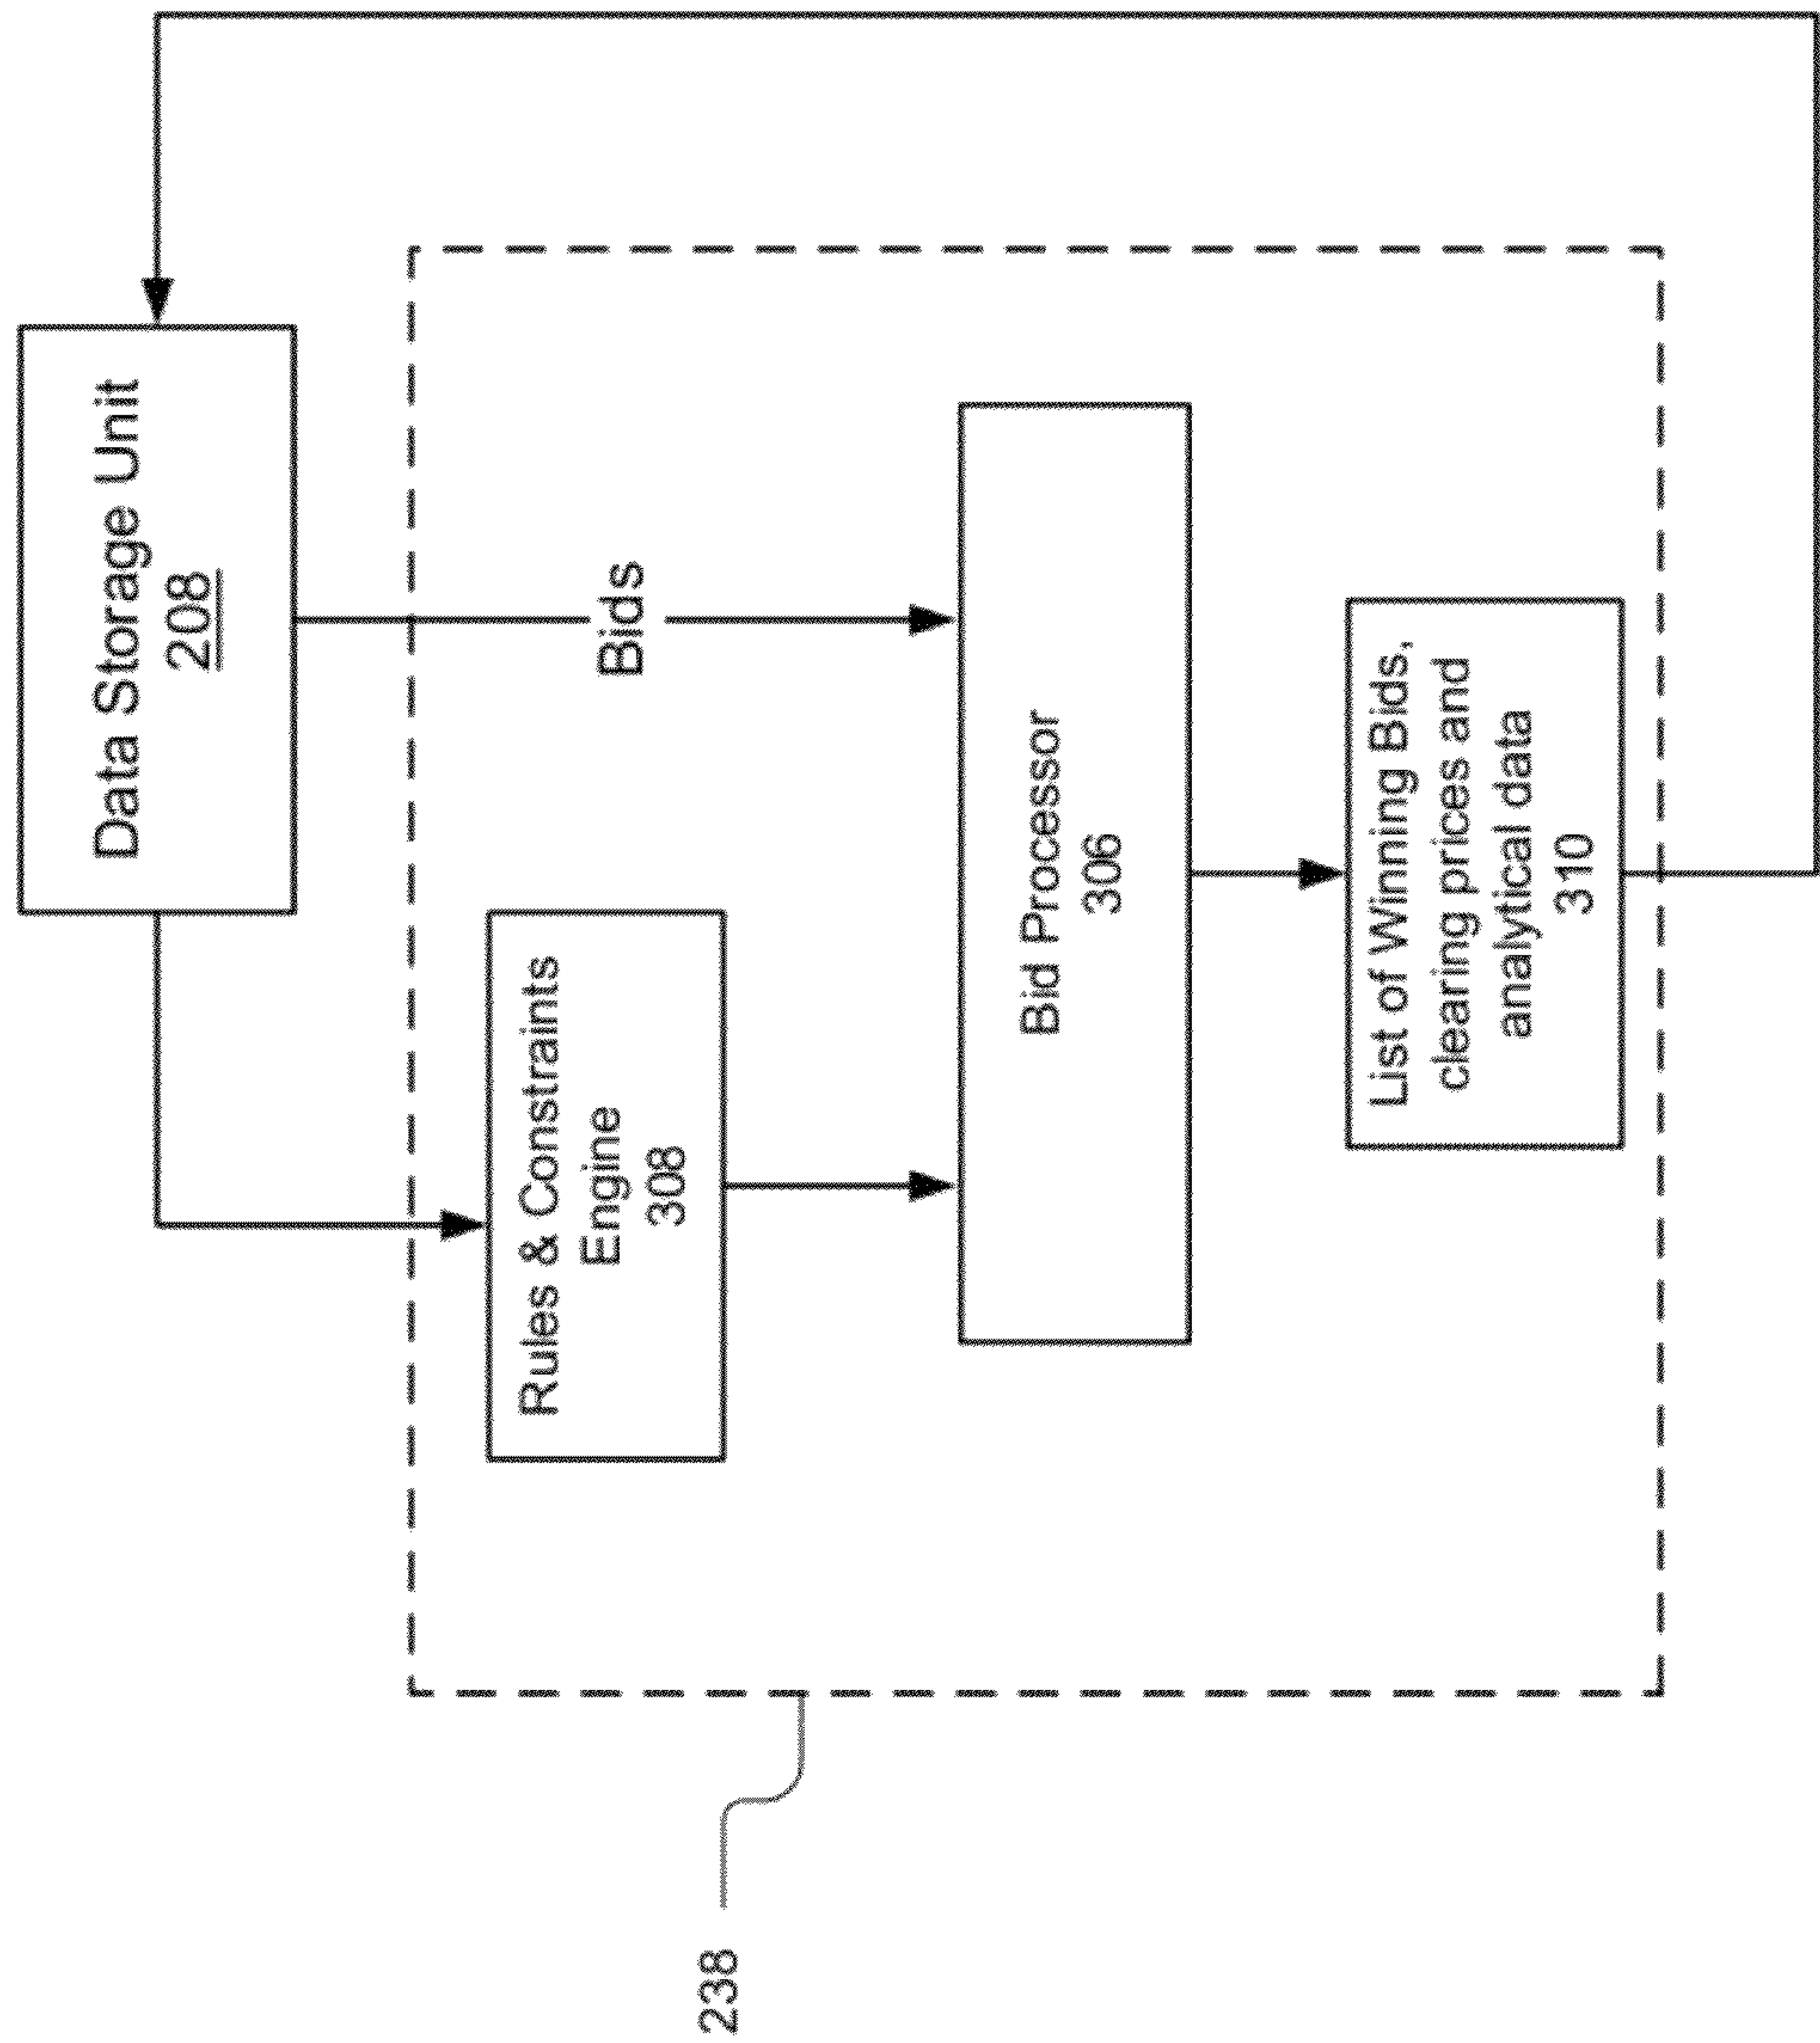 Data Storage Unit
208
Bids
Rules & Constraints
Engine
308
Bid Processor
306
List of Winning Bids,
clearing prices and
analytical data
310
238